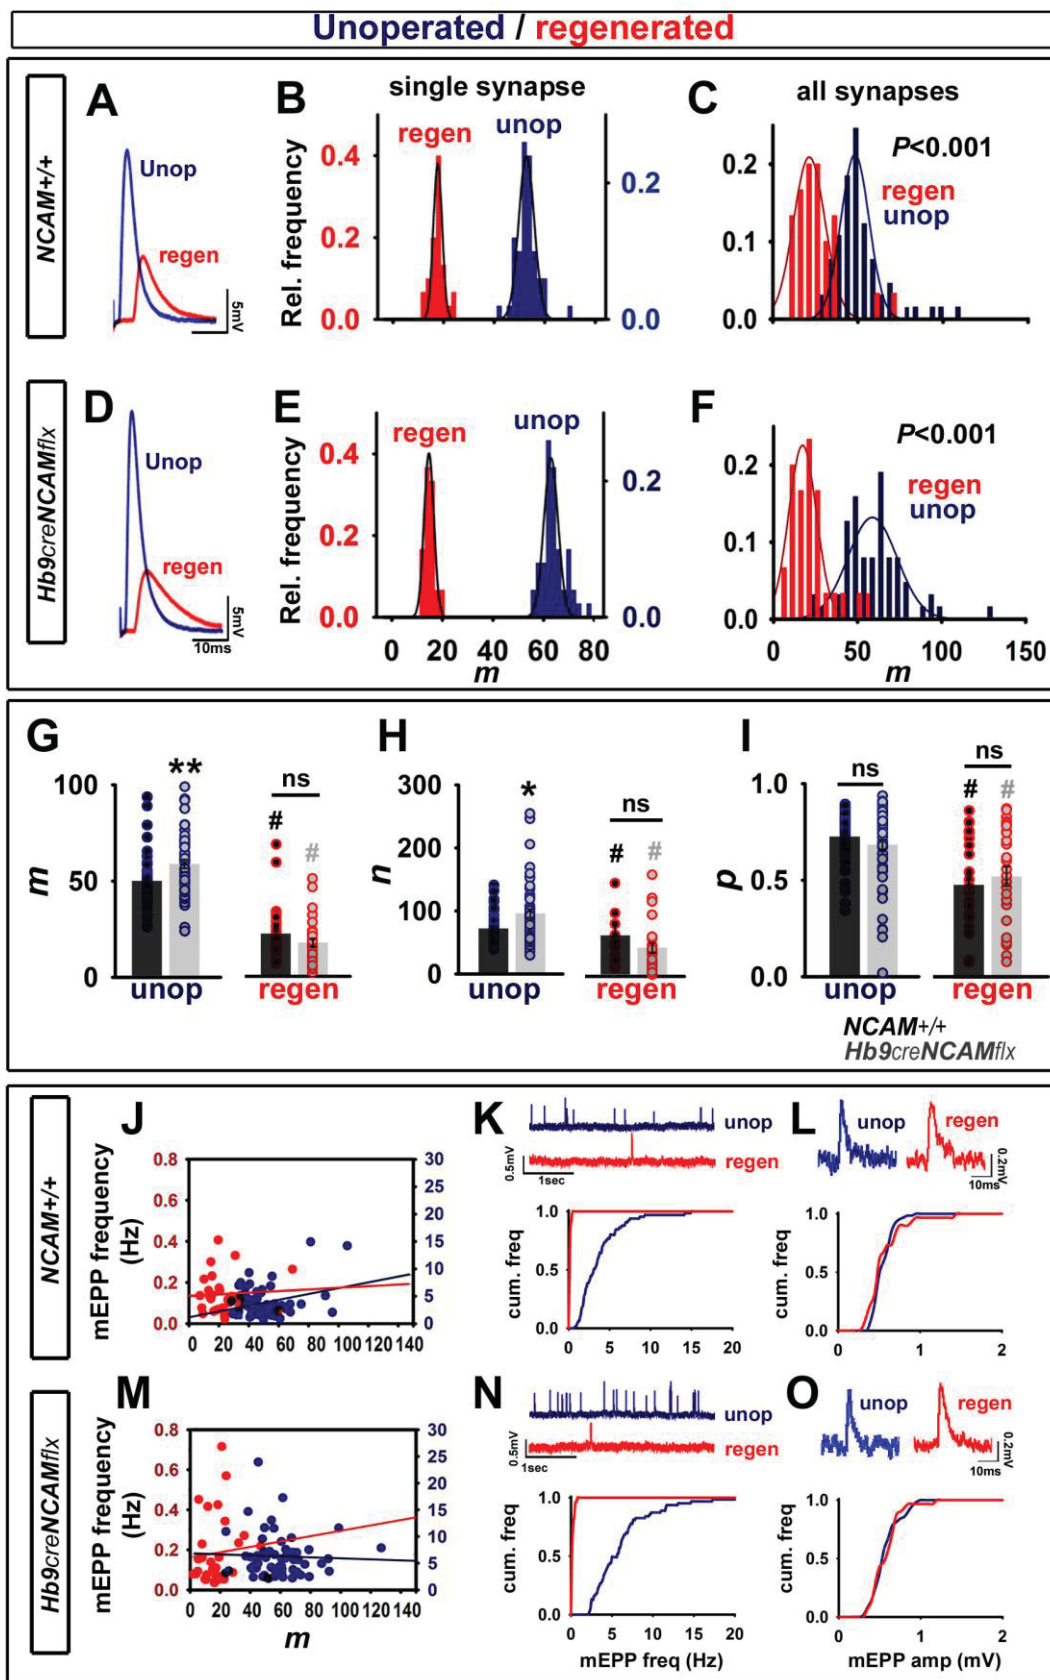 Unoperated / regenerated
NCAM+/+
A
Unop
regen
5mV
B
single synapse
regen
unop
Rel. frequency
0.4
0.2
0.0
0.2
0.0
C
all synapses
P<0.001
regen
unop
0.2
0.1
0.0
Hb9creNCAMflx
D
Unop
regen
5mV
10ms
E
regen
unop
Rel. frequency
0.4
0.2
0.0
0.2
0.0
0 20 40 60 80
m
F
P<0.001
regen
unop
0.2
0.1
0.0
0 50 100 150
m
G
m
100
50
0
**
#
ns
#
unop
regen
H
n
300
200
100
0
*
ns
# #
unop
regen
I
p
1.0
0.5
0.0
ns
ns
# #
unop
regen
NCAM+/+
Hb9creNCAMflx
NCAM+/+
J
mEPP frequency
(Hz)
0.8
0.6
0.4
0.2
0.0
30
25
20
15
10
5
0
0 20 40 60 80 100 120 140
K
unop
regen
0.5mV
1sec
cum. freq
1.0
0.5
0.0
0 5 10 15 20
L
unop
regen
0.2mV
10ms
cum. freq
1.0
0.5
0.0
0 1 2
Hb9creNCAMflx
M
mEPP frequency
(Hz)
0.8
0.6
0.4
0.2
0.0
30
25
20
15
10
5
0
0 20 40 60 80 100 120 140
m
N
unop
regen
0.5mV
1sec
cum. freq
1.0
0.5
0.0
0 5 10 15 20
mEPP freq (Hz)
O
unop
regen
0.2mV
10ms
cum. freq
1.0
0.5
0.0
0 1 2
mEPP amp (mV)